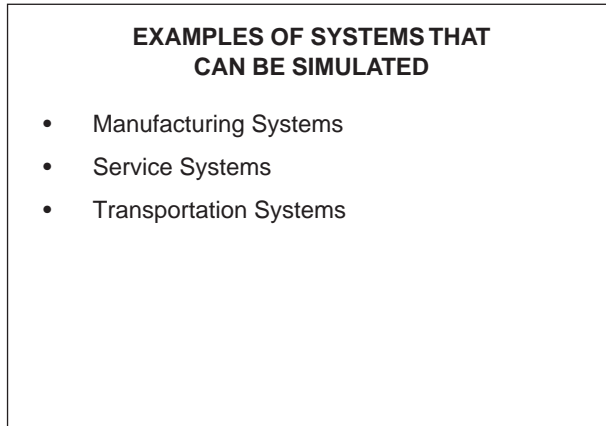 EXAMPLES OF SYSTEMS THAT
CAN BE SIMULATED
• Manufacturing Systems
• Service Systems
• Transportation Systems